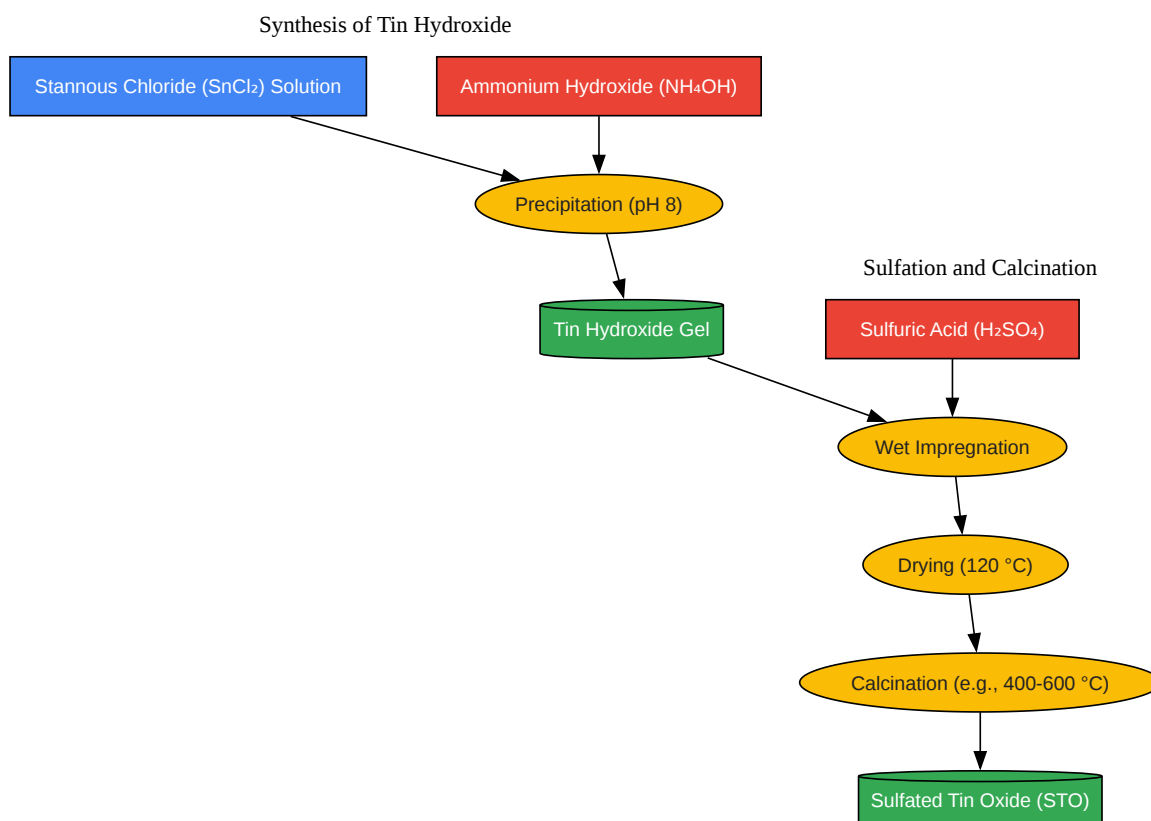 Synthesis of Tin Hydroxide
Stannous Chloride (SnCl₂) Solution
Ammonium Hydroxide (NH₄OH)
Precipitation (pH 8)
Sulfation and Calcination
Tin Hydroxide Gel
Sulfuric Acid (H₂SO₄)
Wet Impregnation
Drying (120 °C)
Calcination (e.g., 400-600 °C)
Sulfated Tin Oxide (STO)